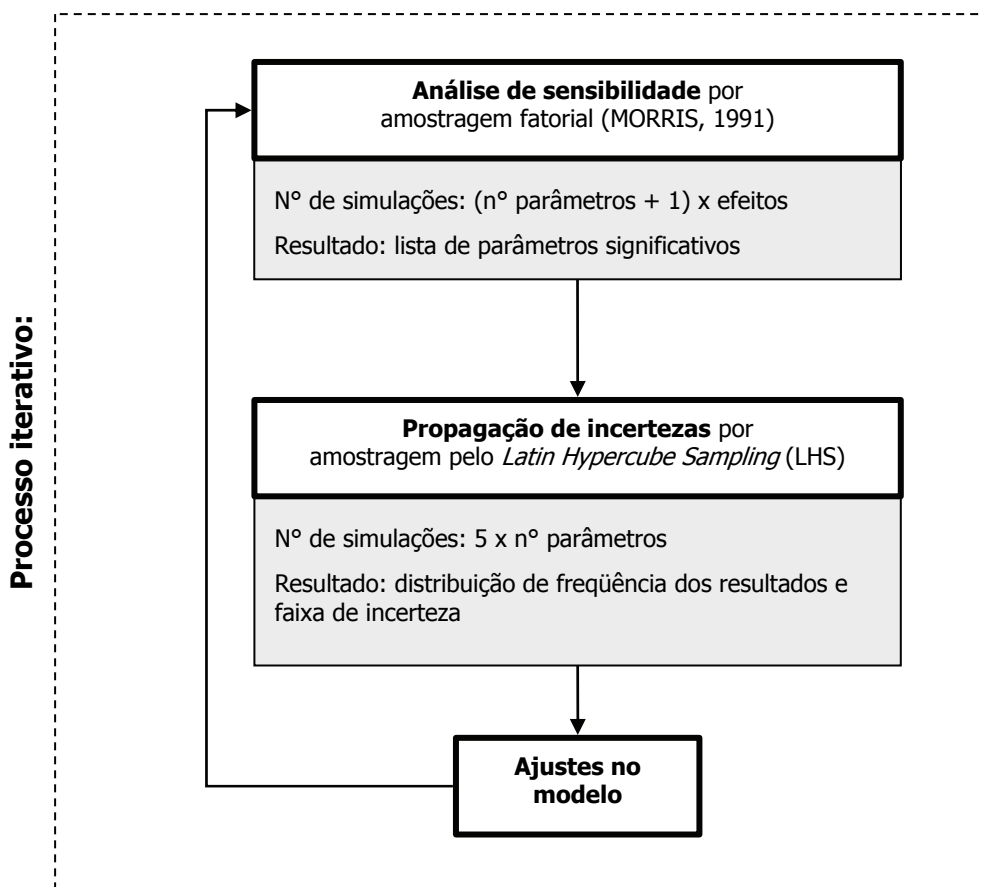 Processo iterativo:
Análise de sensibilidade por
amostragem fatorial (MORRIS, 1991)
N° de simulações: (n° parâmetros + 1) x efeitos
Resultado: lista de parâmetros significativos
Propagação de incertezas por
amostragem pelo Latin Hypercube Sampling (LHS)
N° de simulações: 5 x n° parâmetros
Resultado: distribuição de freqüência dos resultados e
faixa de incerteza
Ajustes no
modelo